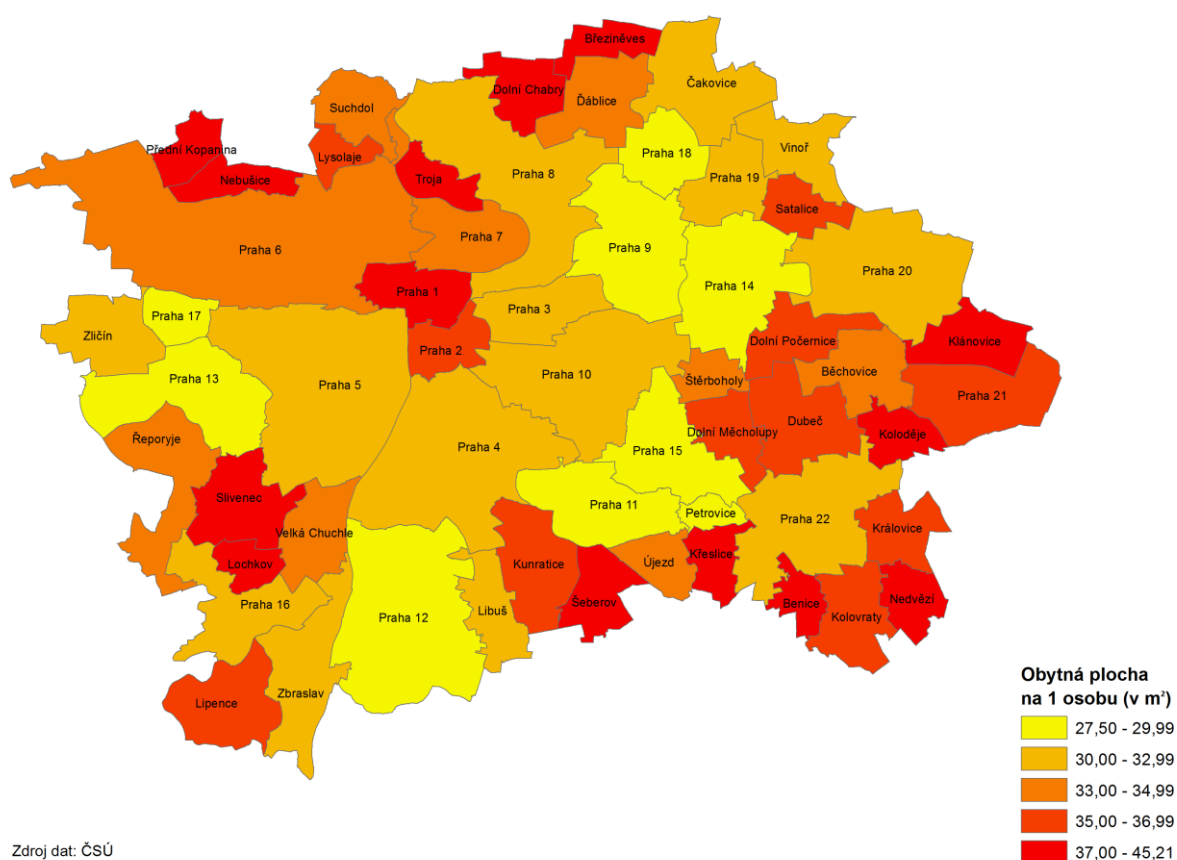 Březiněves
Dolní Chabry
Čakovice
Ďáblice
Suchdol
Přední Kopanina
Lysolaje
Praha 18
Vinoř
Praha 8
Nebušice
Troja
Praha 19
Satalice
Praha 7
Praha 6
Praha 9
Praha 20
Praha 1
Praha 14
Praha 3
Praha 17
Zličín
Klánovice
Dolní Počernice
Praha 2
Praha 10
Běchovice
Praha 13
Praha 5
Štěrboholy
Praha 21
Dubeč
Dolní Měcholupy
Koloděje
Řeporyje
Praha 4
Praha 15
Slivenec
Praha 11
Petrovice
Praha 22
Velká Chuchle
Královice
Křeslice
Lochkov
Kunratice
Újezd
Praha 16
Šeberov
Nedvězí
Benice
Libuš
Praha 12
Kolovraty
Zbraslav
Lipence
Obytná plocha
na 1 osobu (v m²)
27,50 - 29,99
30,00 - 32,99
33,00 - 34,99
35,00 - 36,99
37,00 - 45,21
Zdroj dat: ČSÚ